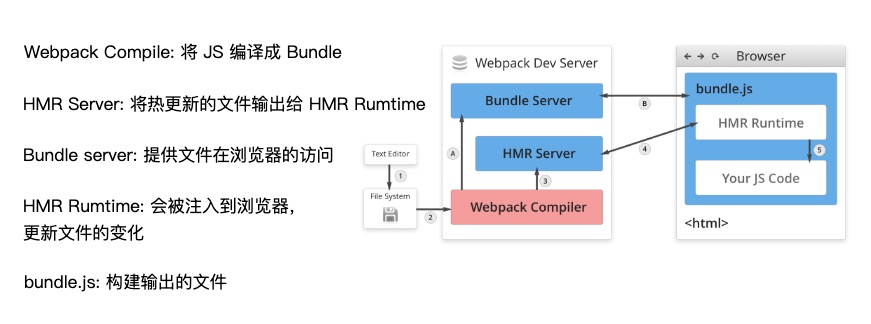 Webpack Compile: 将 JS 编译成 Bundle
HMR Server: 将热更新的文件输出给 HMR Rumtime
Bundle server: 提供文件在浏览器的访问
HMR Rumtime: 会被注入到浏览器，
更新文件的变化
bundle.js: 构建输出的文件
Text Editor
1
File System
2
Webpack Dev Server
Bundle Server
A
HMR Server
3
Webpack Compiler
B
4
Browser
bundle.js
HMR Runtime
5
Your JS Code
<html>